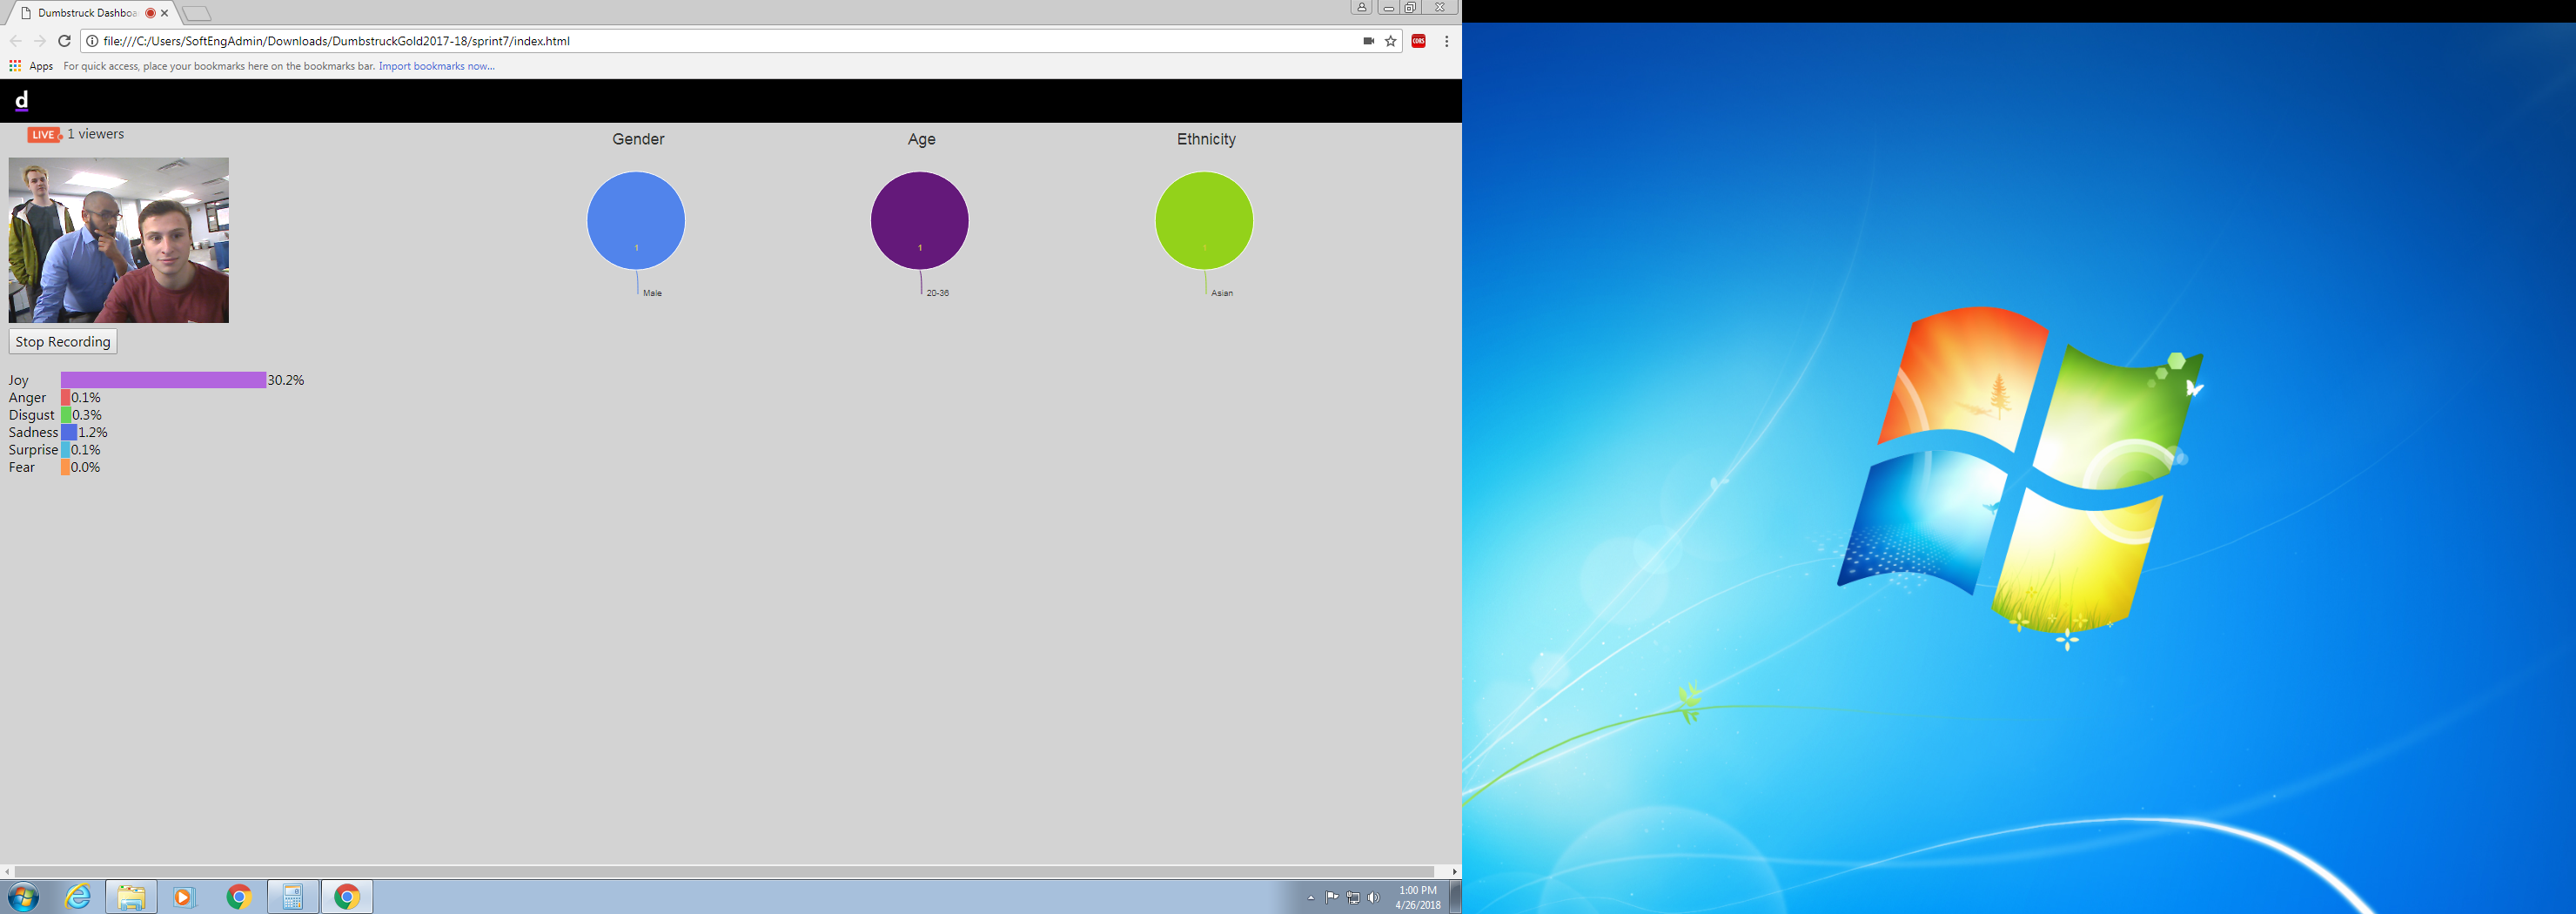 Dumbstruck Dashboa
file:///C:/Users/SoftEngAdmin/Downloads/DumbstruckGold2017-18/sprint7/index.html
CORS
Apps For quick access, place your bookmarks here on the bookmarks bar. Import bookmarks now...
d
LIVE 1 viewers
Gender Age Ethnicity
1 1 1
Male 20-36 Asian
Stop Recording
Joy 30.2%
Anger 0.1%
Disgust 0.3%
Sadness 1.2%
Surprise 0.1%
Fear 0.0%
1:00 PM
4/26/2018